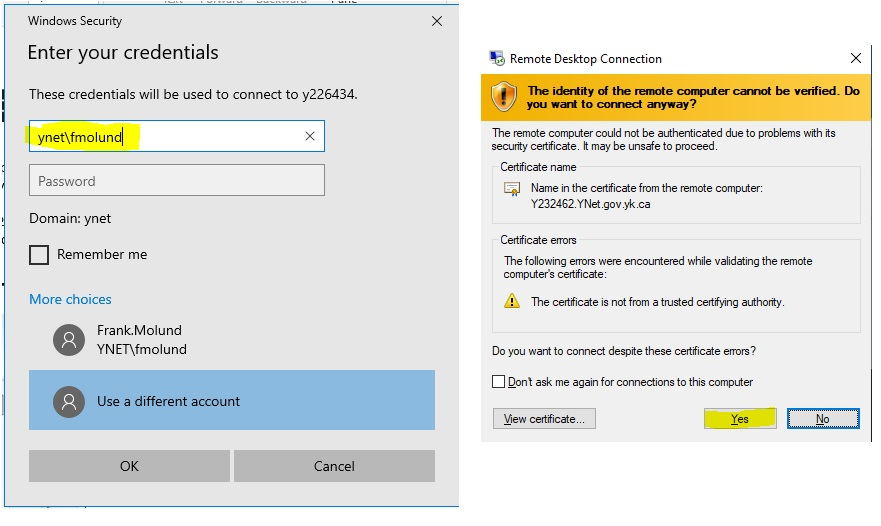 Text Forward Backward Pane
Windows Security
Enter your credentials
These credentials will be used to connect to y226434.
ynet\fmolund
Password
Domain: ynet
Remember me
More choices
Frank.Molund
YNET\fmolund
Use a different account
OK
Cancel
Remote Desktop Connection
The identity of the remote computer cannot be verified. Do
you want to connect anyway?
The remote computer could not be authenticated due to problems with its
security certificate. It may be unsafe to proceed.
Certificate name
Name in the certificate from the remote computer:
Y232462.YNet.gov.yk.ca
Certificate errors
The following errors were encountered while validating the remote
computer's certificate:
The certificate is not from a trusted certifying authority.
Do you want to connect despite these certificate errors?
Don't ask me again for connections to this computer
View certificate...
Yes
No